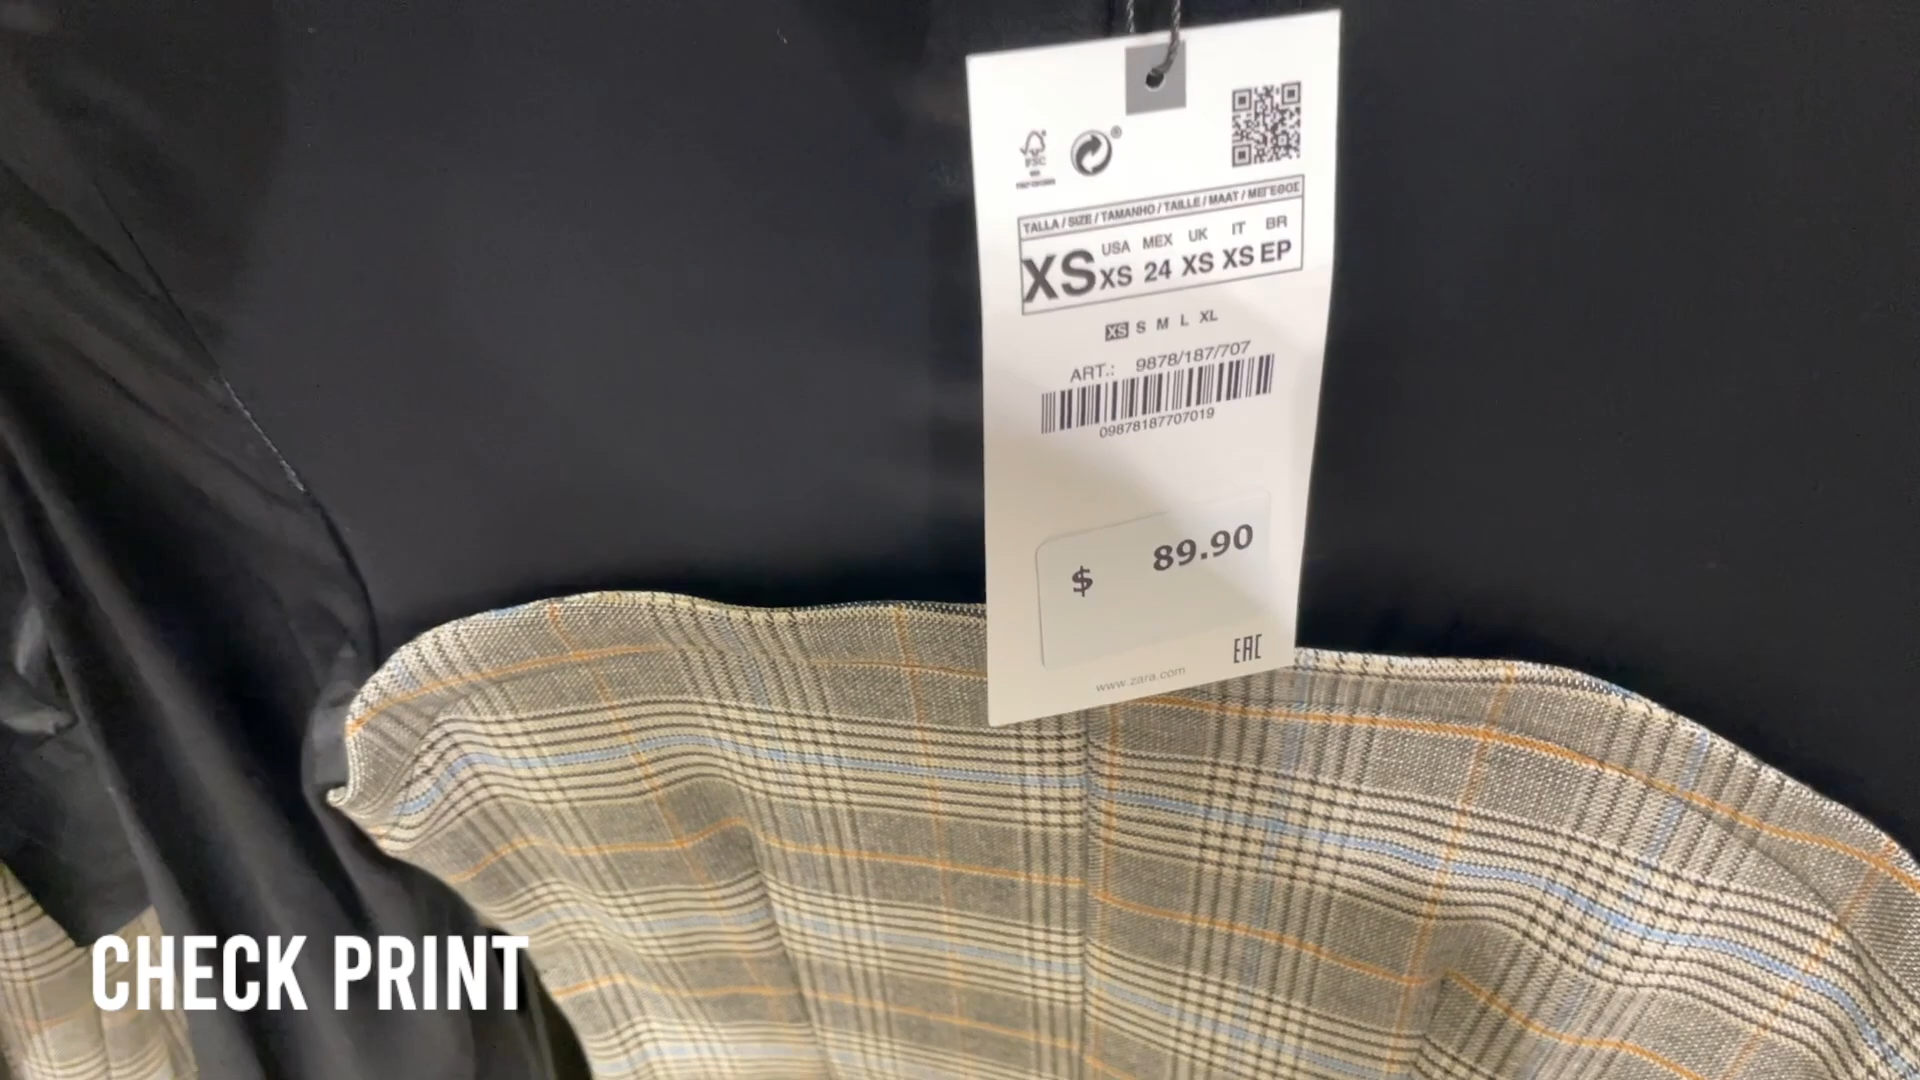 FSC
TALLA / SIZE / TAMANHO / TAILLE / MAAT / ΜΕΓΕΘΟΣ
XS
USA MEX UK IT BR
XS 24 XS XS EP
XS S M L XL
ART.: 9878/187/707
09878187707019
$ 89.90
EAC
www.zara.com
CHECK PRINT